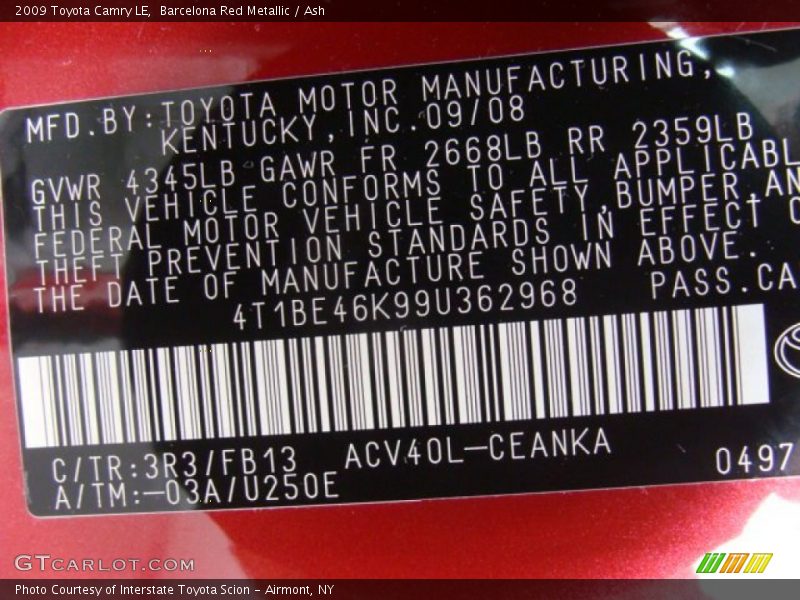 2009 Toyota Camry LE,  Barcelona Red Metallic / Ash
MFD.BY:TOYOTA MOTOR MANUFACTURING,
KENTUCKY,INC.09/08
GVWR 4345LB GAWR FR 2668LB RR 2359LB
THIS VEHICLE CONFORMS TO ALL APPLICABL
FEDERAL MOTOR VEHICLE SAFETY,BUMPER,AN
THEFT PREVENTION STANDARDS IN EFFECT O
THE DATE OF MANUFACTURE SHOWN ABOVE.
4T1BE46K99U362968 PASS.CA
C/TR:3R3/FB13 ACV40L-CEANKA
A/TM:-03A/U250E 0497
GTCARLOT.COM
Photo Courtesy of Interstate Toyota Scion - Airmont, NY